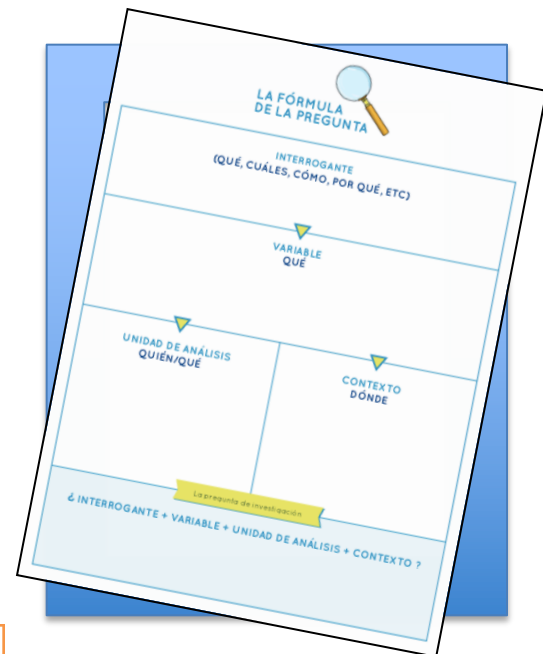 LA FÓRMULA
DE LA PREGUNTA
INTERROGANTE
(QUÉ, CUÁLES, CÓMO, POR QUÉ, ETC)
VARIABLE
QUÉ
UNIDAD DE ANÁLISIS
QUIÉN/QUÉ
CONTEXTO
DÓNDE
La pregunta de investigación
¿ INTERROGANTE + VARIABLE + UNIDAD DE ANÁLISIS + CONTEXTO ?